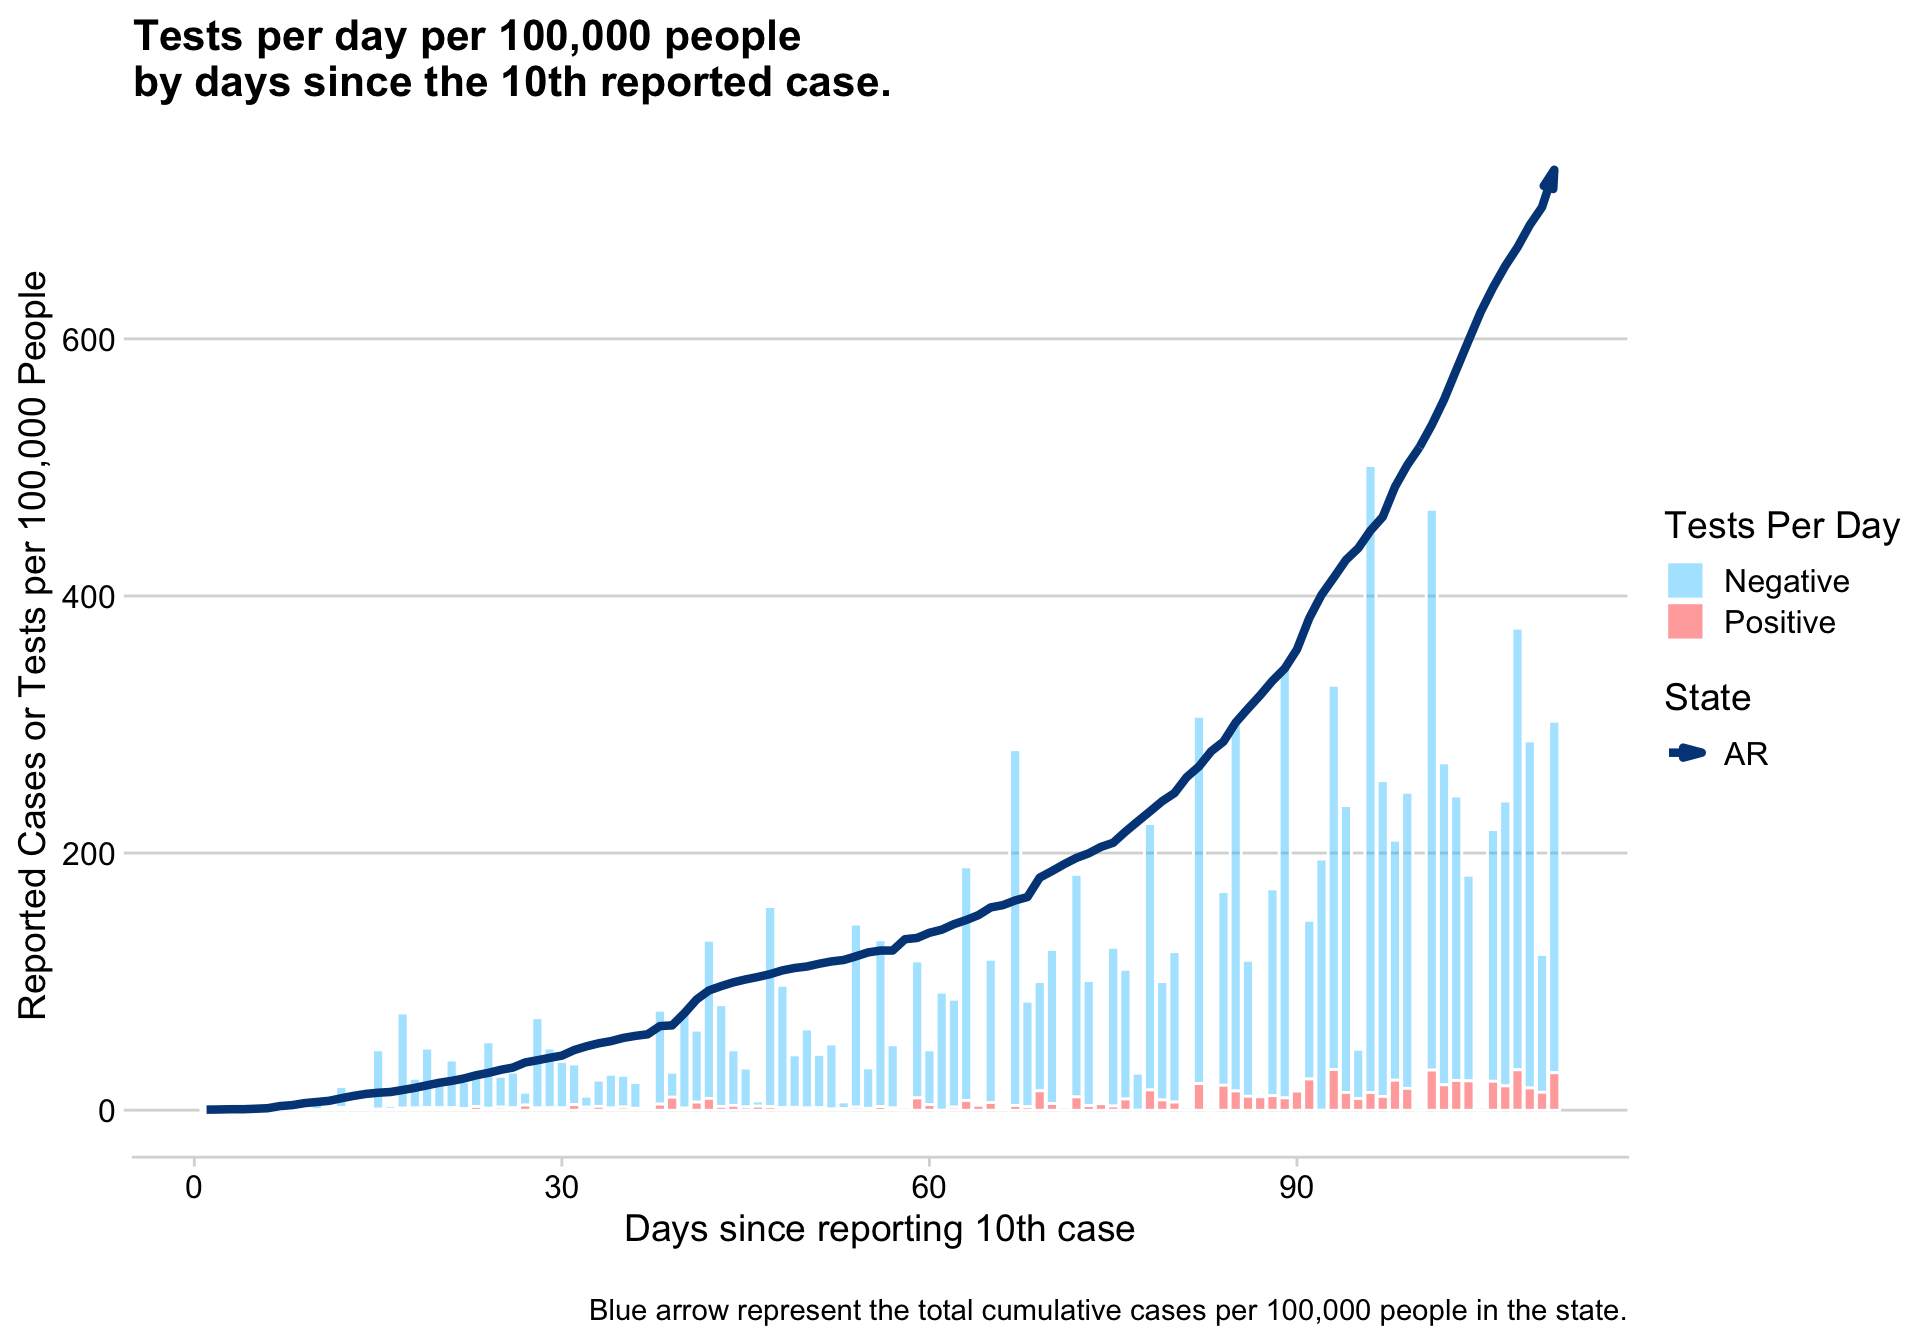 Tests per day per 100,000 people
by days since the 10th reported case.
Reported Cases or Tests per 100,000 People
600
400
200
0
0
30
60
90
Days since reporting 10th case
Tests Per Day
Negative
Positive
State
AR
Blue arrow represent the total cumulative cases per 100,000 people in the state.